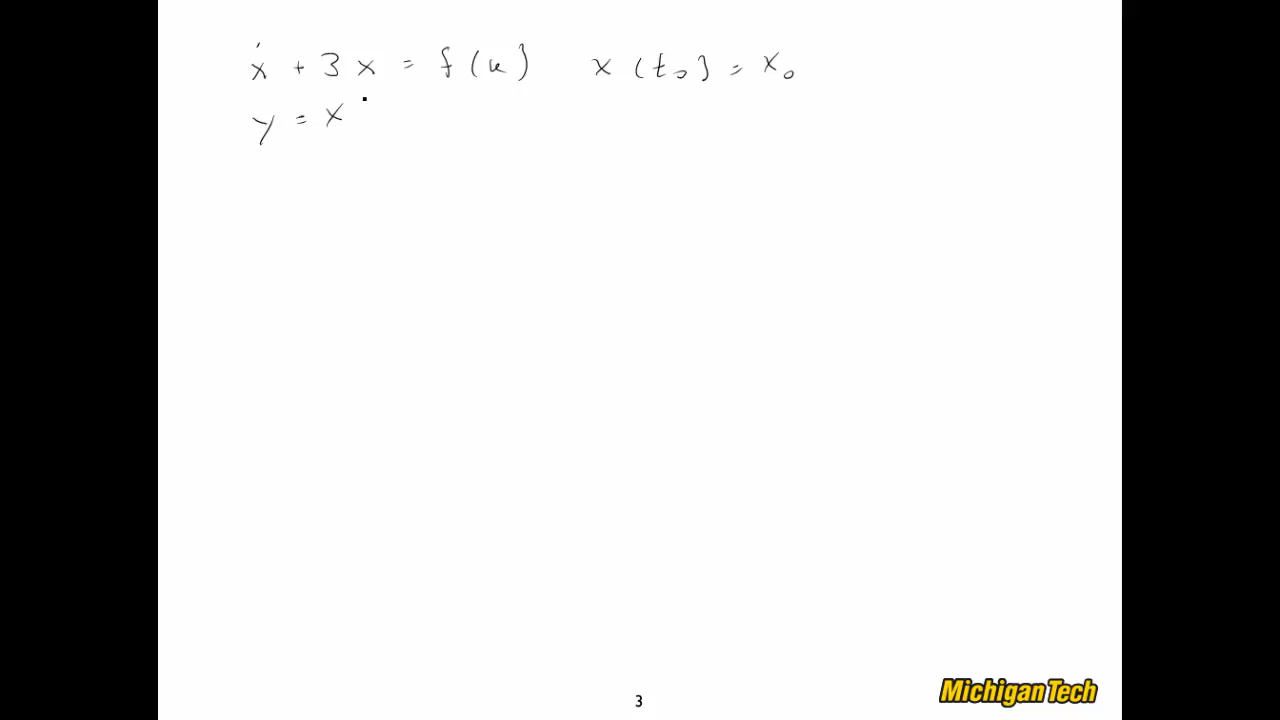 ẋ + 3x = f(u)   x(t₀) = x₀
y = x
3
Michigan Tech